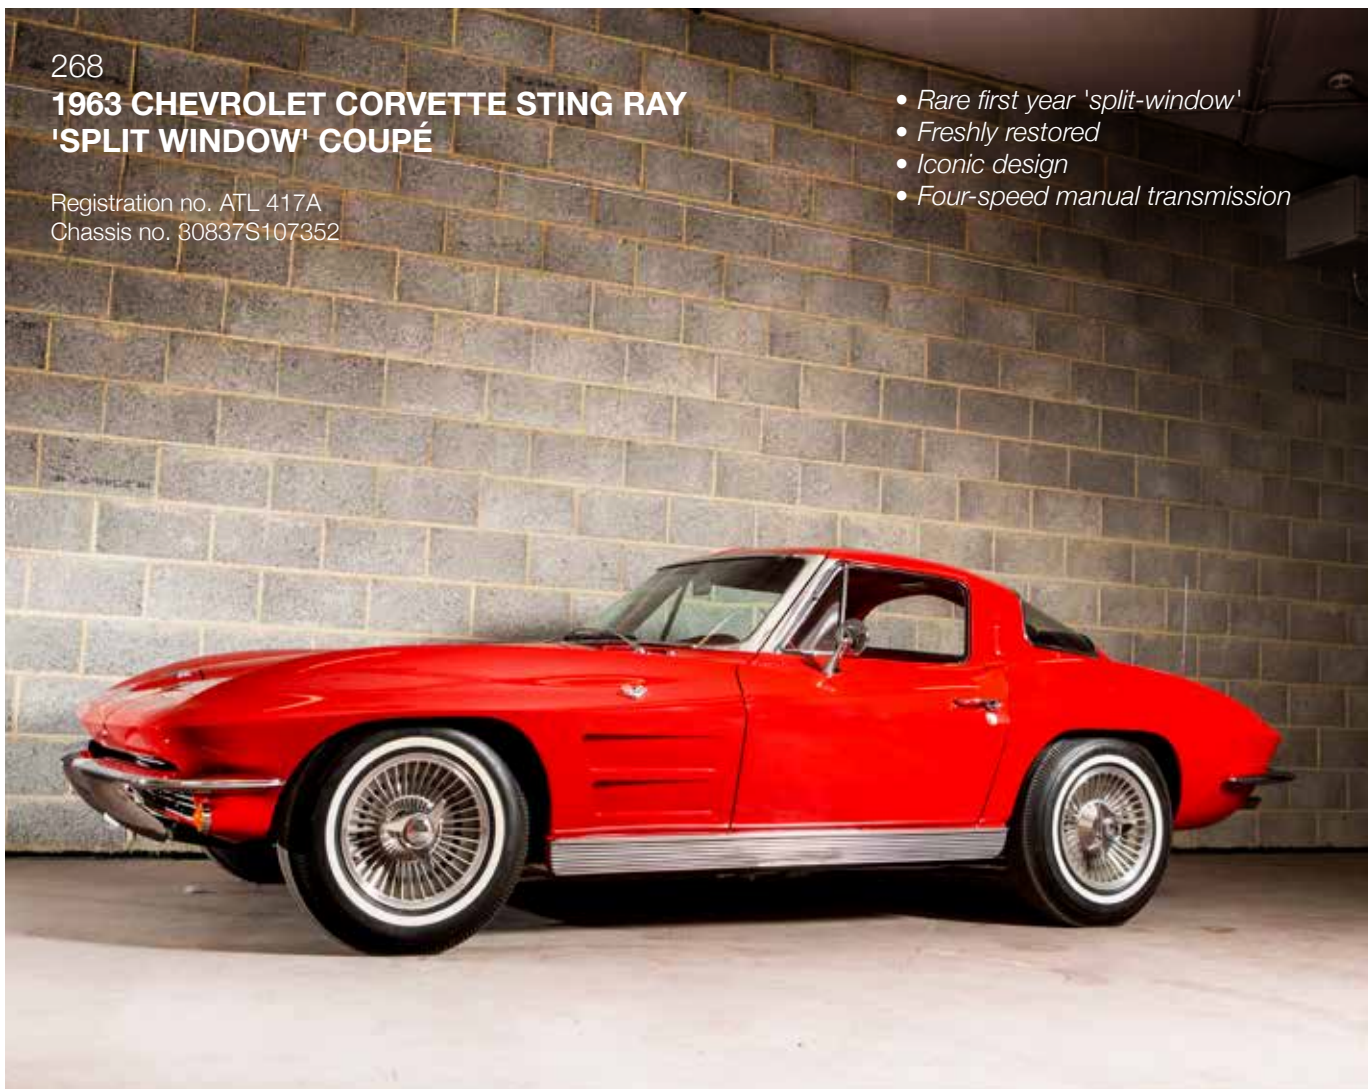 268
1963 CHEVROLET CORVETTE STING RAY
'SPLIT WINDOW' COUPÉ
Registration no. ATL 417A
Chassis no. 30837S107352
• Rare first year 'split-window'
• Freshly restored
• Iconic design
• Four-speed manual transmission